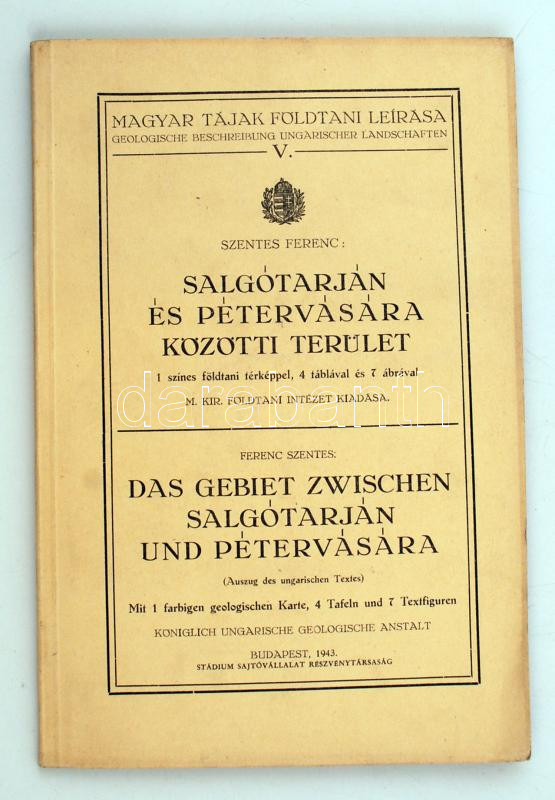 MAGYAR TÁJAK FÖLDTANI LEÍRÁSA
GEOLOGISCHE BESCHREIBUNG UNGARISCHER LANDSCHAFTEN
V.
SZENTES FERENC:
SALGÓTARJÁN
ÉS PÉTERVÁSÁRA
KÖZÖTTI TERÜLET
1 színes földtani térképpel, 4 táblával és 7 ábrával
M. KIR. FÖLDTANI INTÉZET KIADÁSA.
darabanth
FERENC SZENTES:
DAS GEBIET ZWISCHEN
SALGÓTARJÁN
UND PÉTERVÁSÁRA
(Auszug des ungarischen Textes)
Mit 1 farbigen geologischen Karte, 4 Tafeln und 7 Textfiguren
KÖNIGLICH UNGARISCHE GEOLOGISCHE ANSTALT
BUDAPEST, 1943.
STÁDIUM SAJTÓVÁLLALAT RÉSZVÉNYTÁRSASÁG